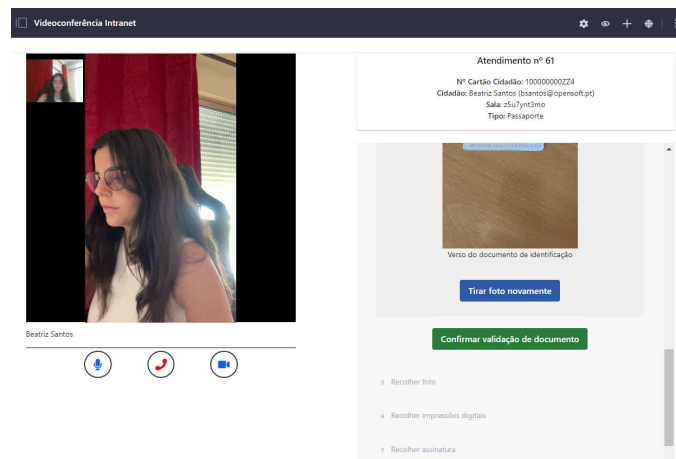 Videoconferência Intranet
Beatriz Santos
Atendimento nº 61
Nº Cartão Cidadão: 100000000ZZ4
Cidadão: Beatriz Santos (bsantos@opensoft.pt)
Sala: z5u7ynt3mo
Tipo: Passaporte
Verso do documento de identificação
Tirar foto novamente
Confirmar validação de documento
5 Recolher foto
6 Recolher impressões digitais
7 Recolher assinatura